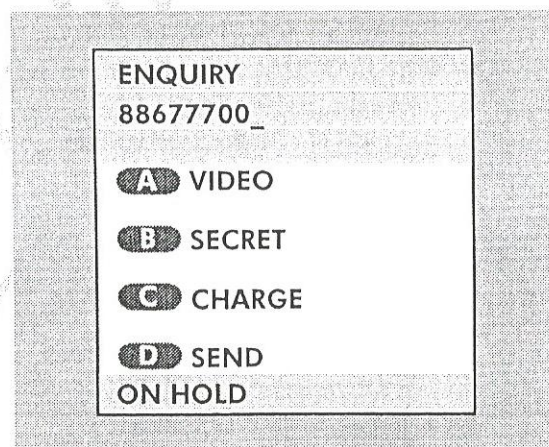 ENQUIRY
88677700_
A VIDEO
B SECRET
C CHARGE
D SEND
ON HOLD